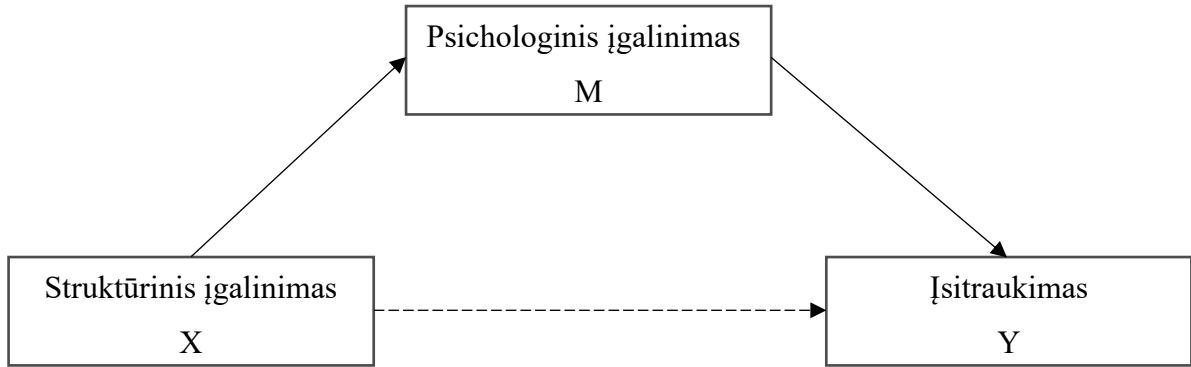 Psichologinis įgalinimas
M
Struktūrinis įgalinimas
X
Įsitraukimas
Y